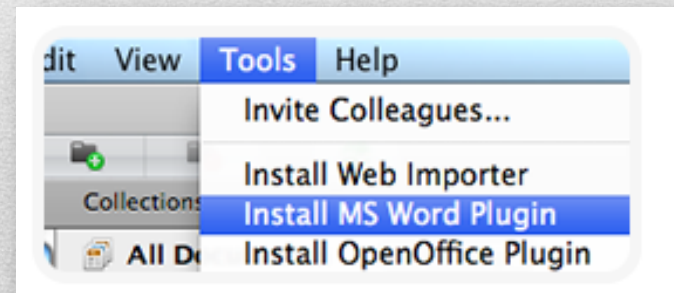 dit View Tools Help
Invite Colleagues...
Install Web Importer
Collections
Install MS Word Plugin
All Do
Install OpenOffice Plugin